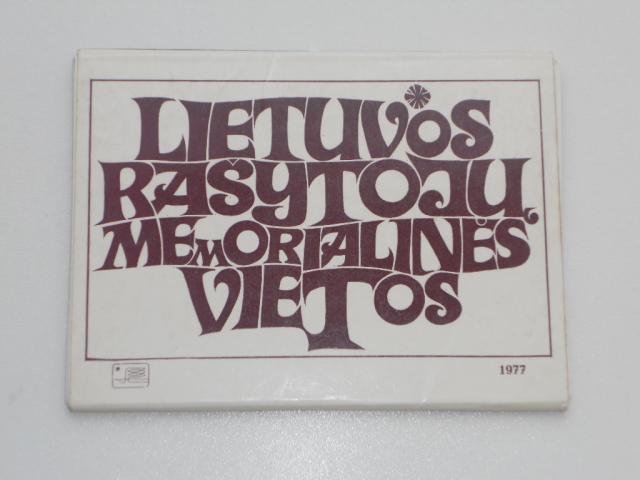 LIETUVOS
RAŠYTOJŲ
MEMORIALINĖS
VIETOS
1977